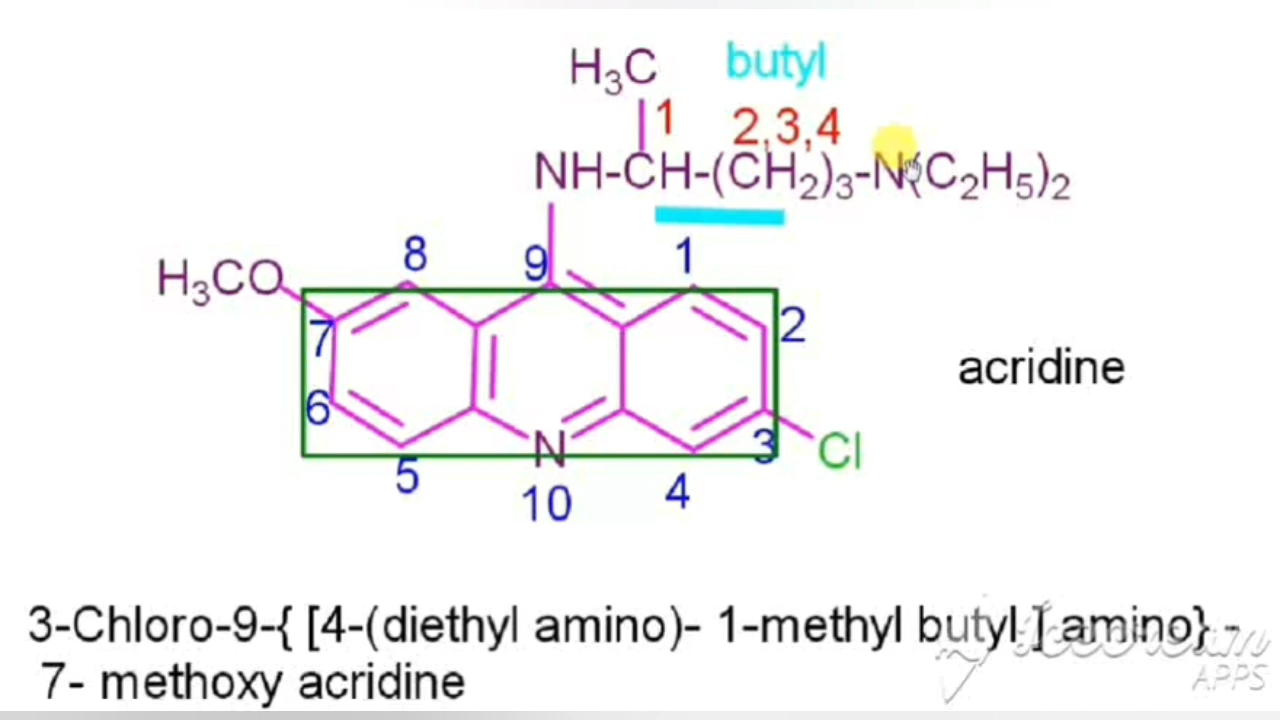 H₃C
butyl
1
2,3,4
NH-CH-(CH₂)₃-N(C₂H₅)₂
8
9
1
H₃CO
7
2
acridine
6
3
Cl
N
5
10
4
3-Chloro-9-{ [4-(diethyl amino)- 1-methyl butyl ] amino} -
7- methoxy acridine
Icecream
APPS